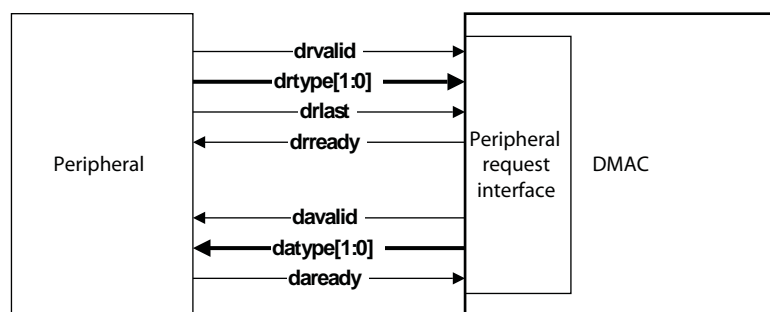 drvalid
drtype[1:0]
drlast
drready
Peripheral
Peripheral
request
interface
DMAC
davalid
datype[1:0]
daready